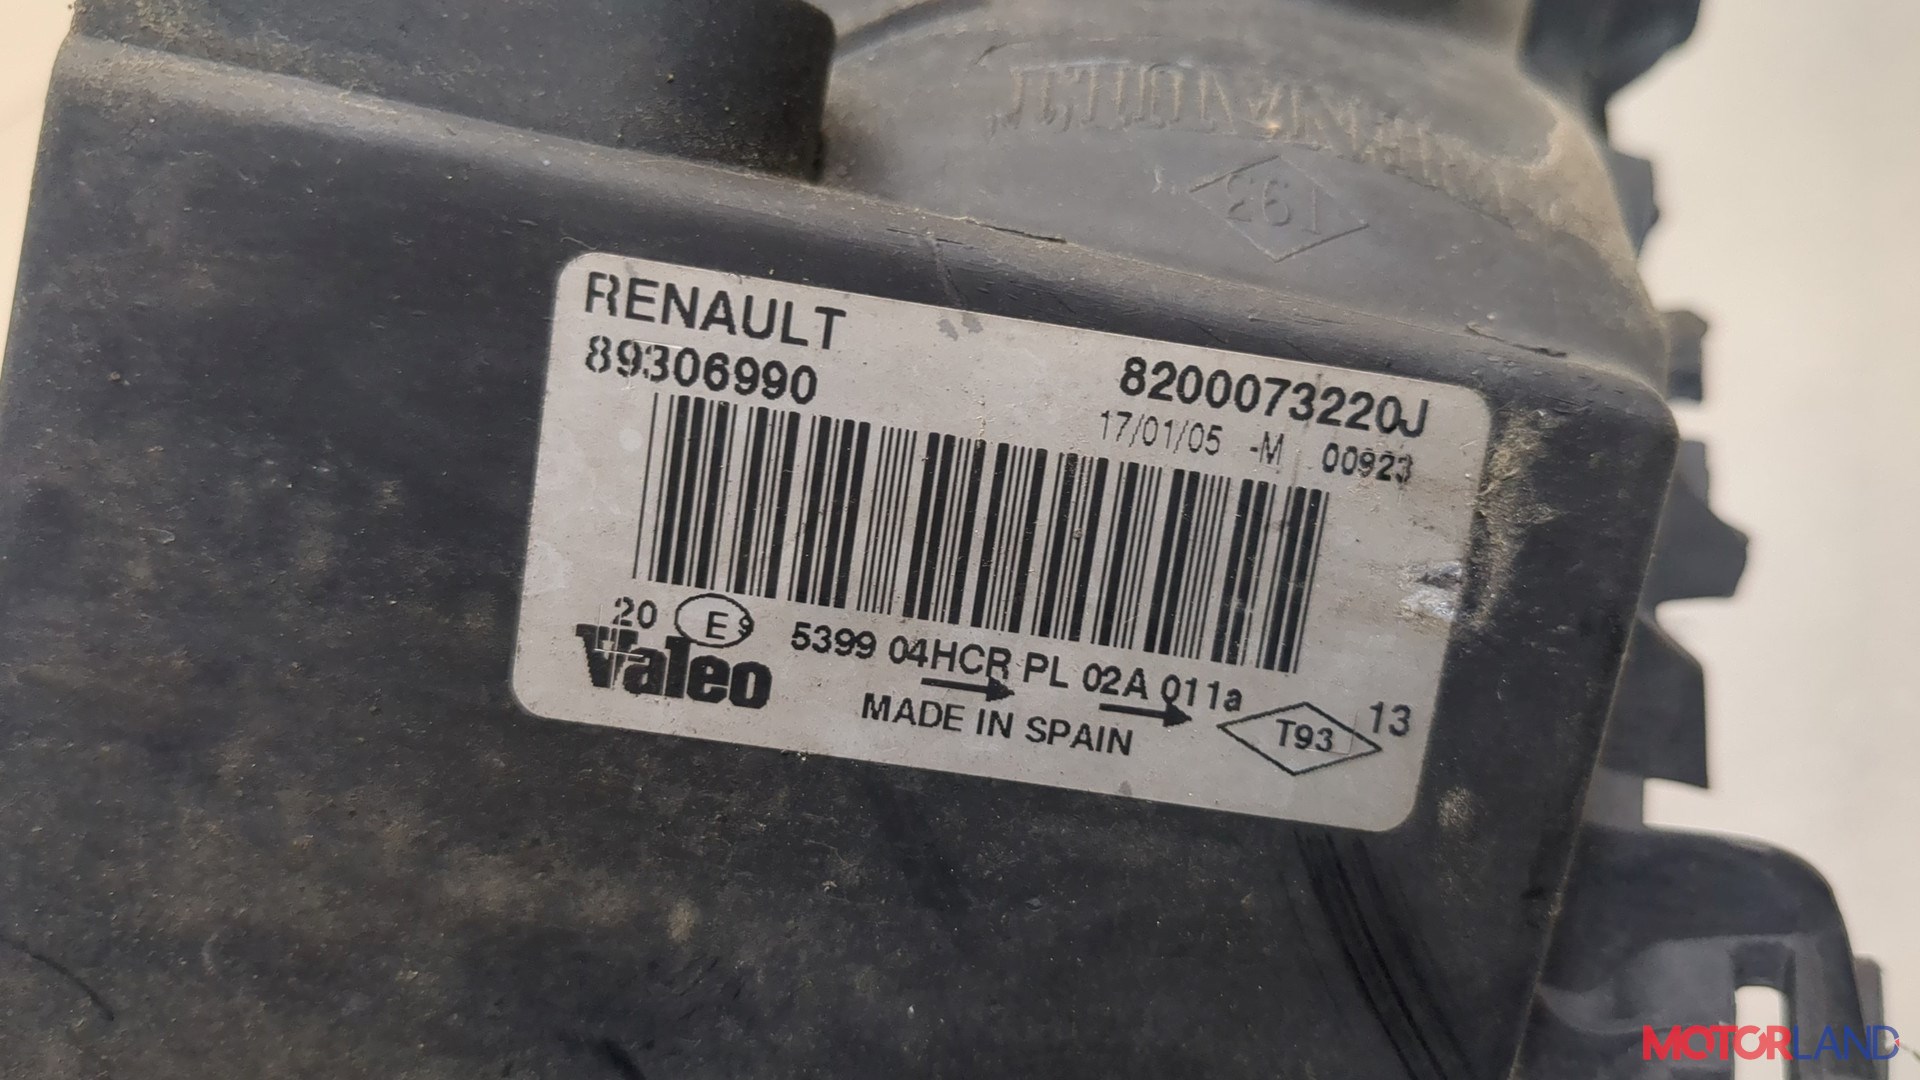 RENAULT
89306990
8200073220J
17/01/05 -M 00923
20 E9 5399 04HCR PL 02A 011a
Valeo
MADE IN SPAIN
T93
13
MOTORLAND